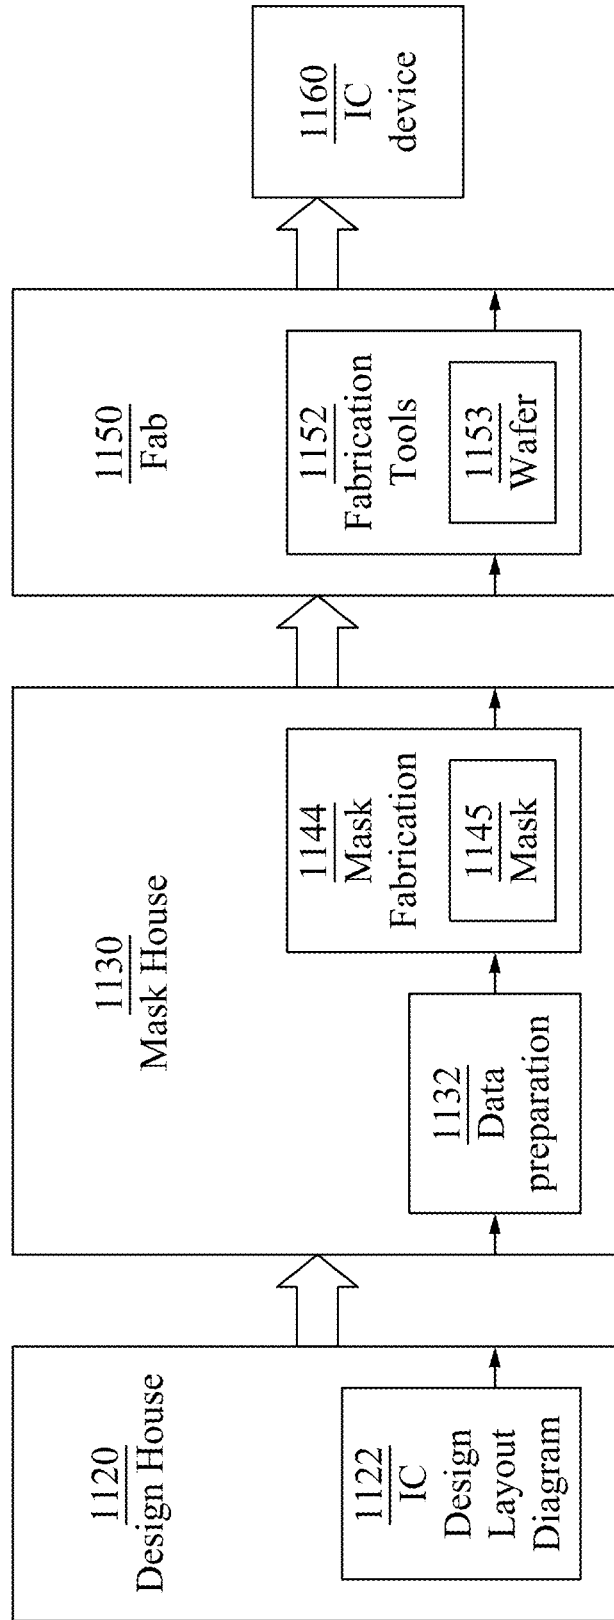 1120
Design House
1122
IC
Design
Layout
Diagram
1130
Mask House
1132
Data
preparation
1144
Mask
Fabrication
1145
Mask
1150
Fab
1152
Fabrication
Tools
1153
Wafer
1160
IC
device